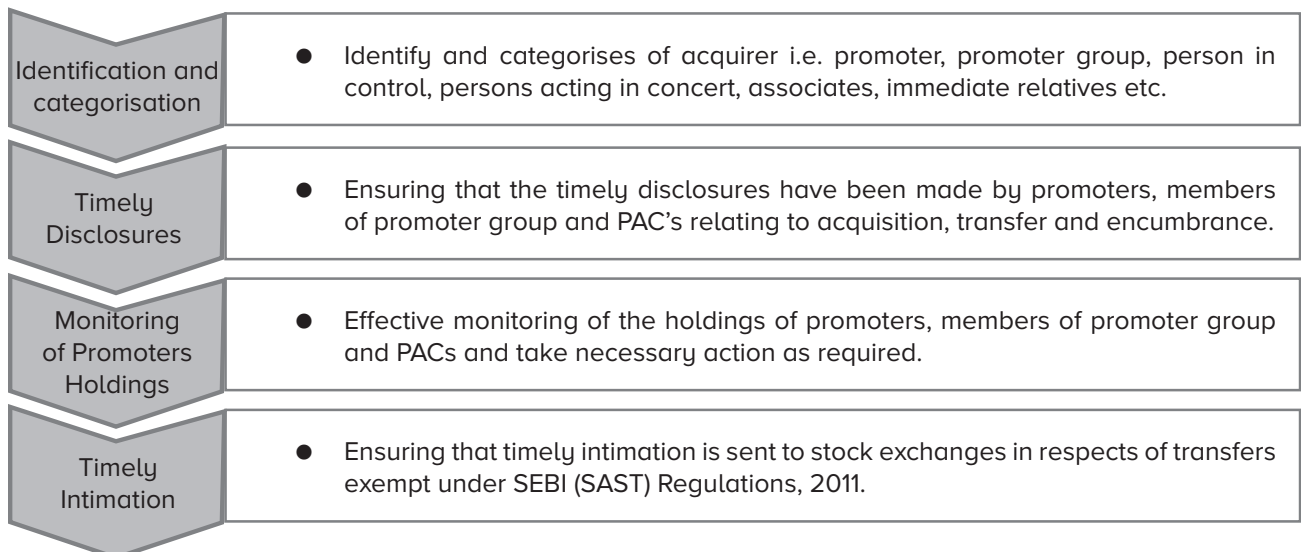 Identification and
categorisation
● Identify and categorises of acquirer i.e. promoter, promoter group, person in
control, persons acting in concert, associates, immediate relatives etc.
Timely
Disclosures
● Ensuring that the timely disclosures have been made by promoters, members
of promoter group and PAC's relating to acquisition, transfer and encumbrance.
Monitoring
of Promoters
Holdings
● Effective monitoring of the holdings of promoters, members of promoter group
and PACs and take necessary action as required.
Timely
Intimation
● Ensuring that timely intimation is sent to stock exchanges in respects of transfers
exempt under SEBI (SAST) Regulations, 2011.